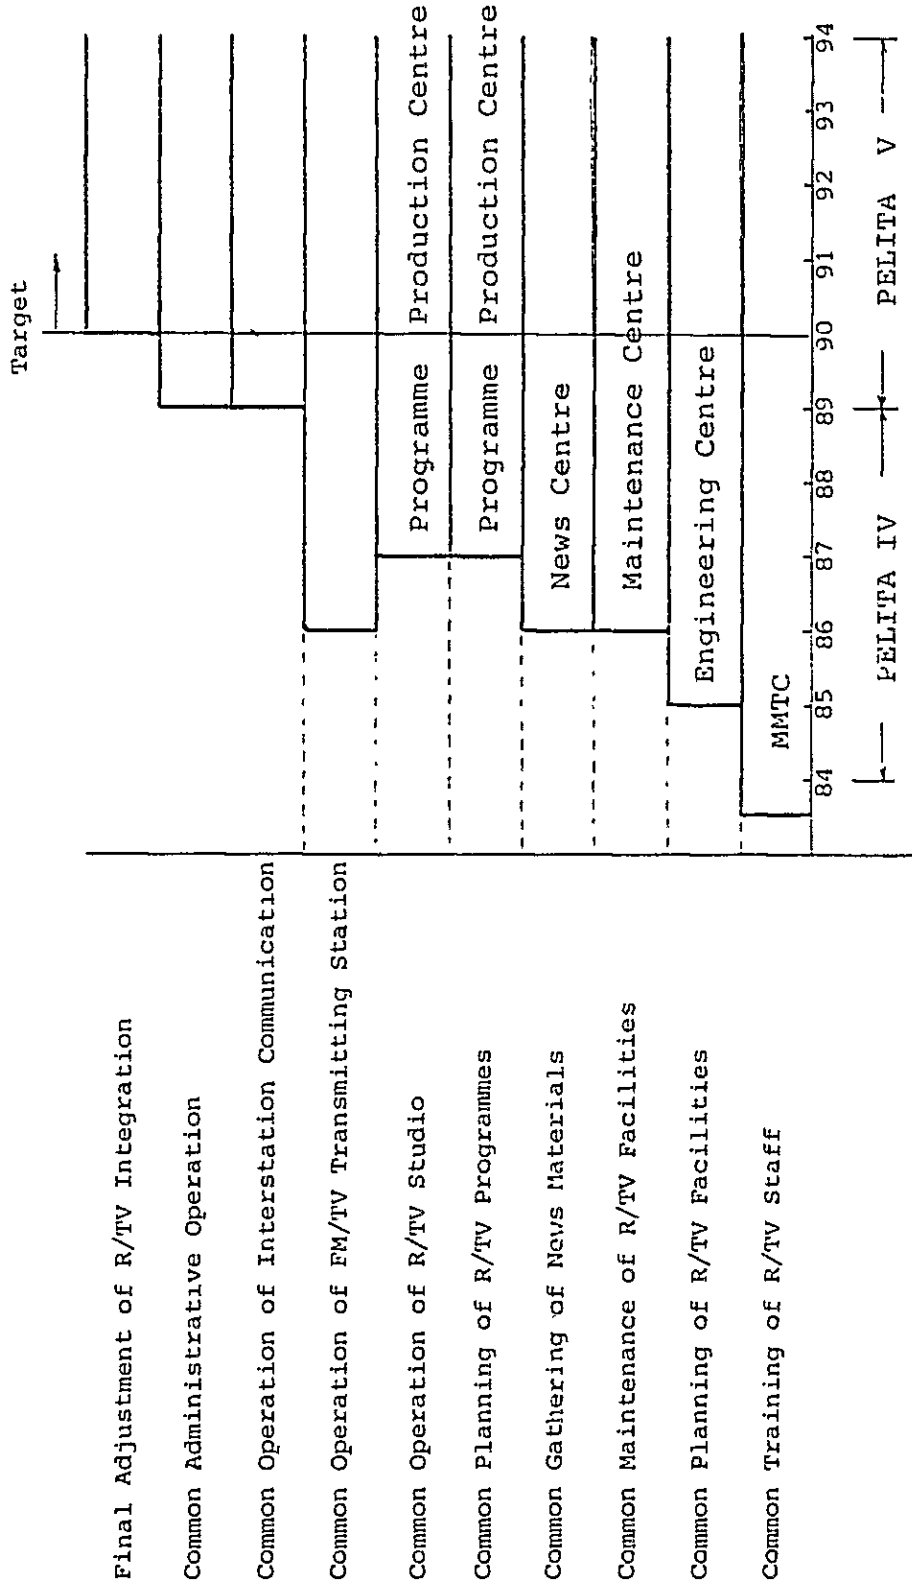 Target
Final Adjustment of R/TV Integration
Common Administrative Operation
Common Operation of Interstation Communication
Common Operation of FM/TV Transmitting Station
Common Operation of R/TV Studio
Programme Production Centre
Common Planning of R/TV Programmes
Programme Production Centre
Common Gathering of News Materials
News Centre
Common Maintenance of R/TV Facilities
Maintenance Centre
Common Planning of R/TV Facilities
Engineering Centre
Common Training of R/TV Staff
MMTC
84 85 86 87 88 89 90 91 92 93 94
PELITA IV PELITA V